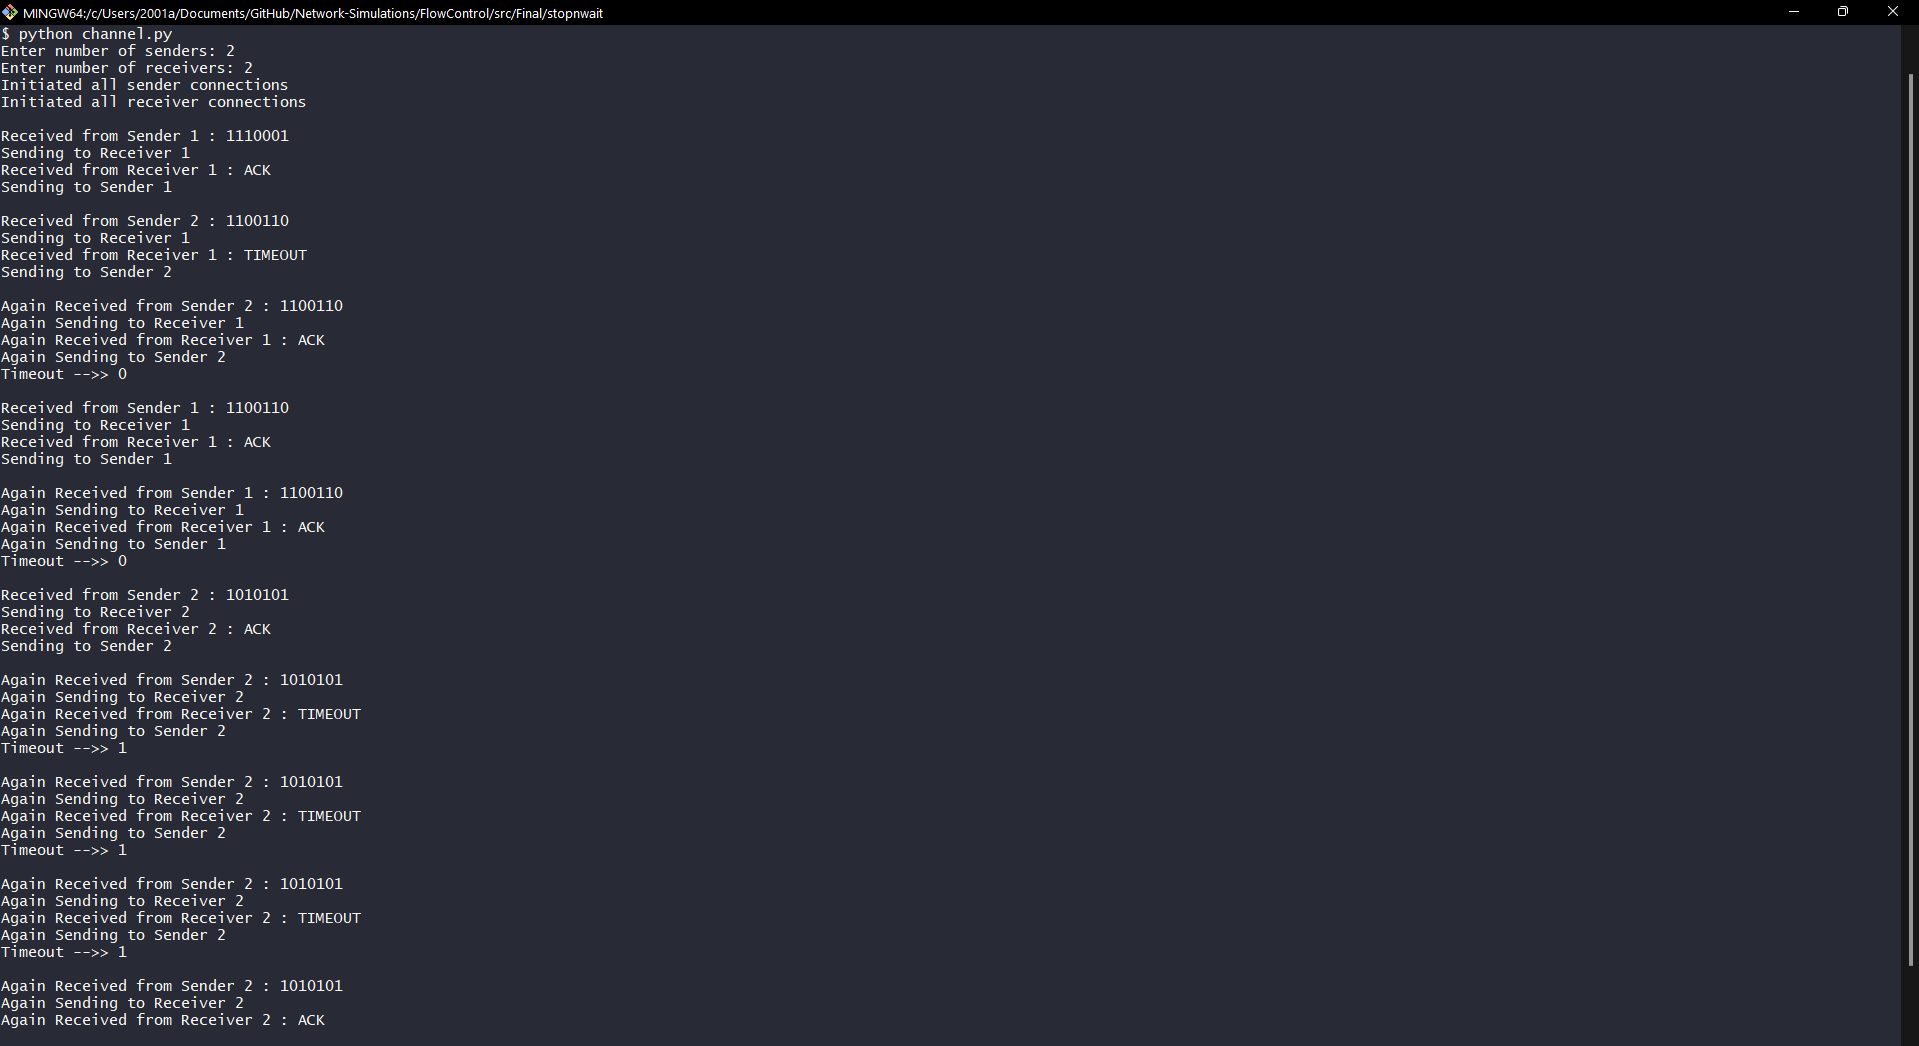 MINGW64:/c/Users/2001a/Documents/GitHub/Network-Simulations/FlowControl/src/Final/stopnwait
$ python channel.py
Enter number of senders: 2
Enter number of receivers: 2
Initiated all sender connections
Initiated all receiver connections
Received from Sender 1 : 1110001
Sending to Receiver 1
Received from Receiver 1 : ACK
Sending to Sender 1
Received from Sender 2 : 1100110
Sending to Receiver 1
Received from Receiver 1 : TIMEOUT
Sending to Sender 2
Again Received from Sender 2 : 1100110
Again Sending to Receiver 1
Again Received from Receiver 1 : ACK
Again Sending to Sender 2
Timeout -->> 0
Received from Sender 1 : 1100110
Sending to Receiver 1
Received from Receiver 1 : ACK
Sending to Sender 1
Again Received from Sender 1 : 1100110
Again Sending to Receiver 1
Again Received from Receiver 1 : ACK
Again Sending to Sender 1
Timeout -->> 0
Received from Sender 2 : 1010101
Sending to Receiver 2
Received from Receiver 2 : ACK
Sending to Sender 2
Again Received from Sender 2 : 1010101
Again Sending to Receiver 2
Again Received from Receiver 2 : TIMEOUT
Again Sending to Sender 2
Timeout -->> 1
Again Received from Sender 2 : 1010101
Again Sending to Receiver 2
Again Received from Receiver 2 : TIMEOUT
Again Sending to Sender 2
Timeout -->> 1
Again Received from Sender 2 : 1010101
Again Sending to Receiver 2
Again Received from Receiver 2 : TIMEOUT
Again Sending to Sender 2
Timeout -->> 1
Again Received from Sender 2 : 1010101
Again Sending to Receiver 2
Again Received from Receiver 2 : ACK